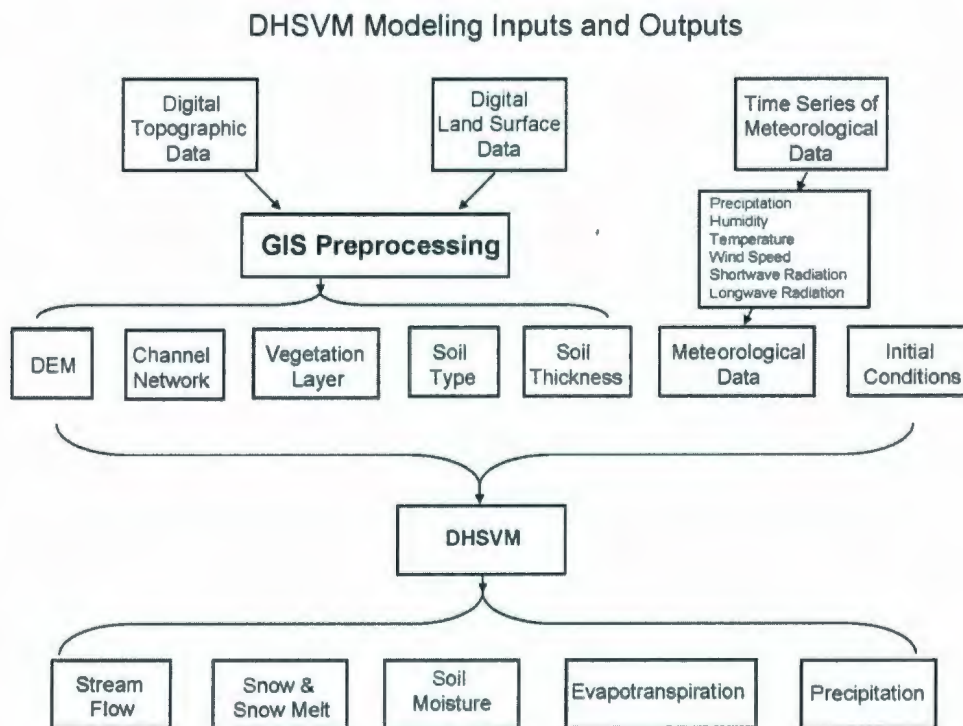 DHSVM Modeling Inputs and Outputs
Digital
Topographic
Data
Digital
Land Surface
Data
Time Series of
Meteorological
Data
Precipitation
Humidity
Temperature
Wind Speed
Shortwave Radiation
Longwave Radiation
GIS Preprocessing
DEM
Channel
Network
Vegetation
Layer
Soil
Type
Soil
Thickness
Meteorological
Data
Initial
Conditions
DHSVM
Stream
Flow
Snow &
Snow Melt
Soil
Moisture
Evapotranspiration
Precipitation